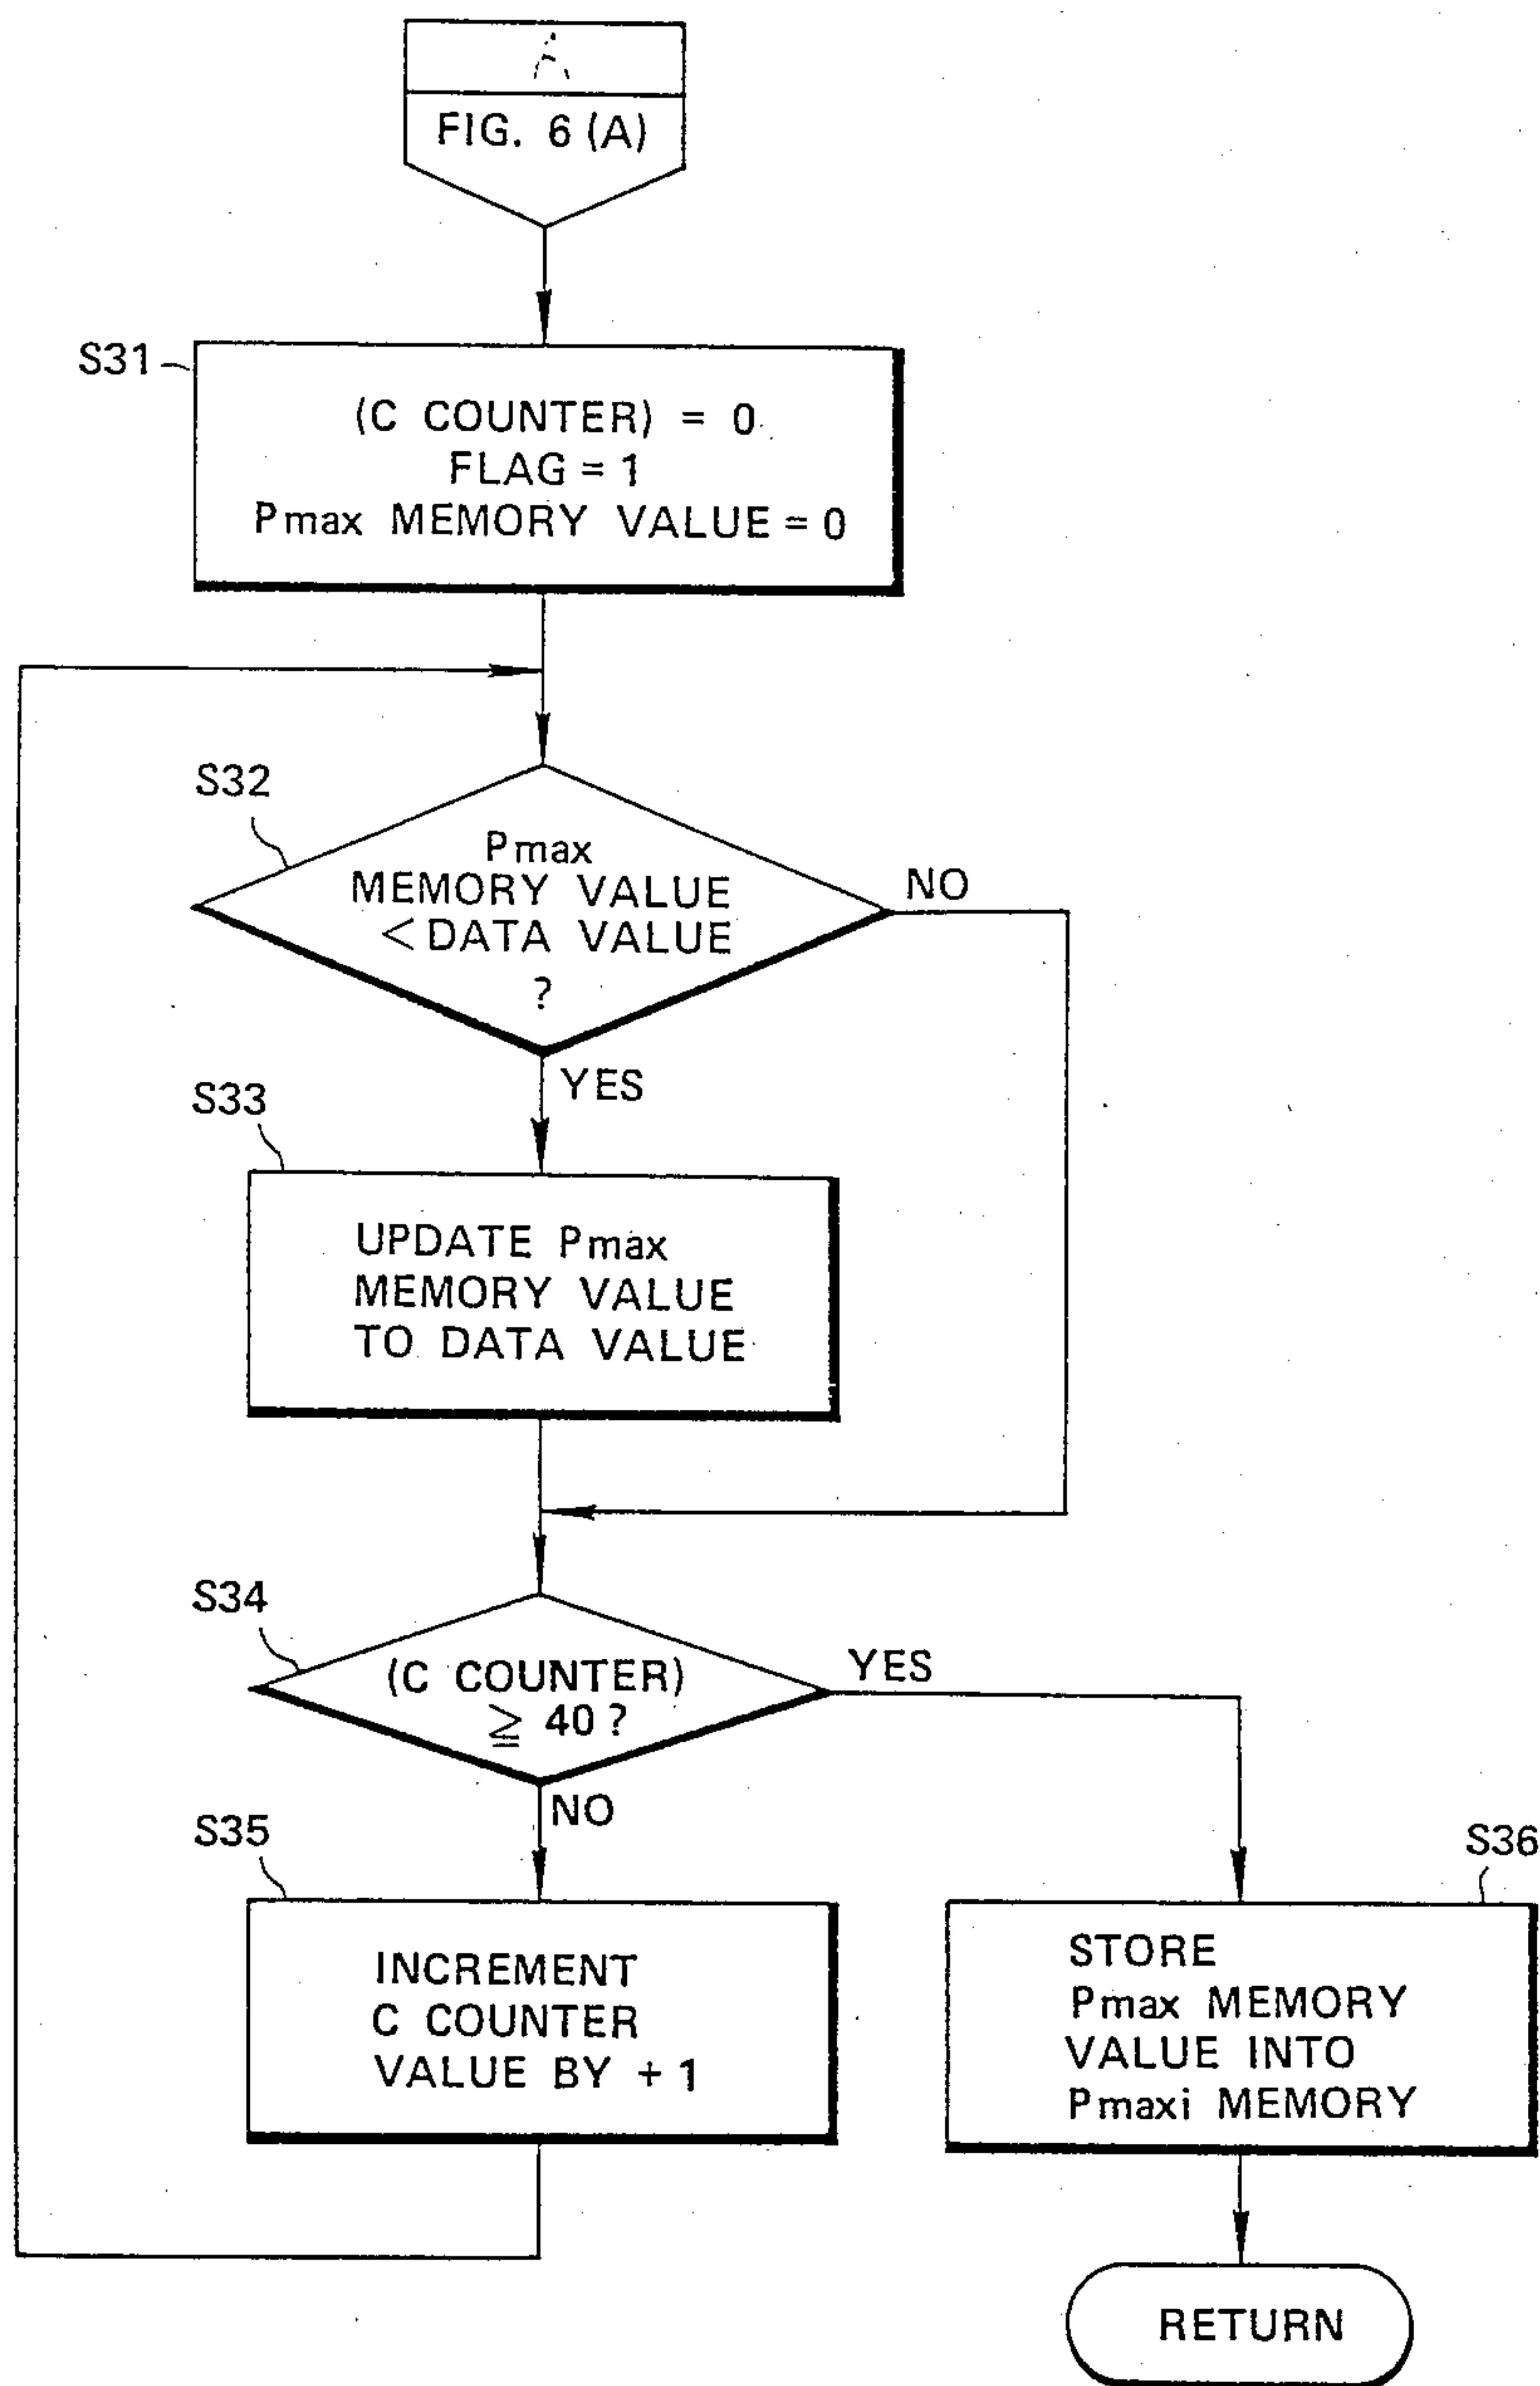 A
FIG. 6 (A)
S31
(C COUNTER) = 0
FLAG = 1
Pmax MEMORY VALUE = 0
S32
Pmax
MEMORY VALUE
< DATA VALUE
?
NO
YES
S33
UPDATE Pmax
MEMORY VALUE
TO DATA VALUE
S34
(C COUNTER)
≧ 40 ?
YES
NO
S35
INCREMENT
C COUNTER
VALUE BY + 1
S36
STORE
Pmax MEMORY
VALUE INTO
Pmaxi MEMORY
RETURN